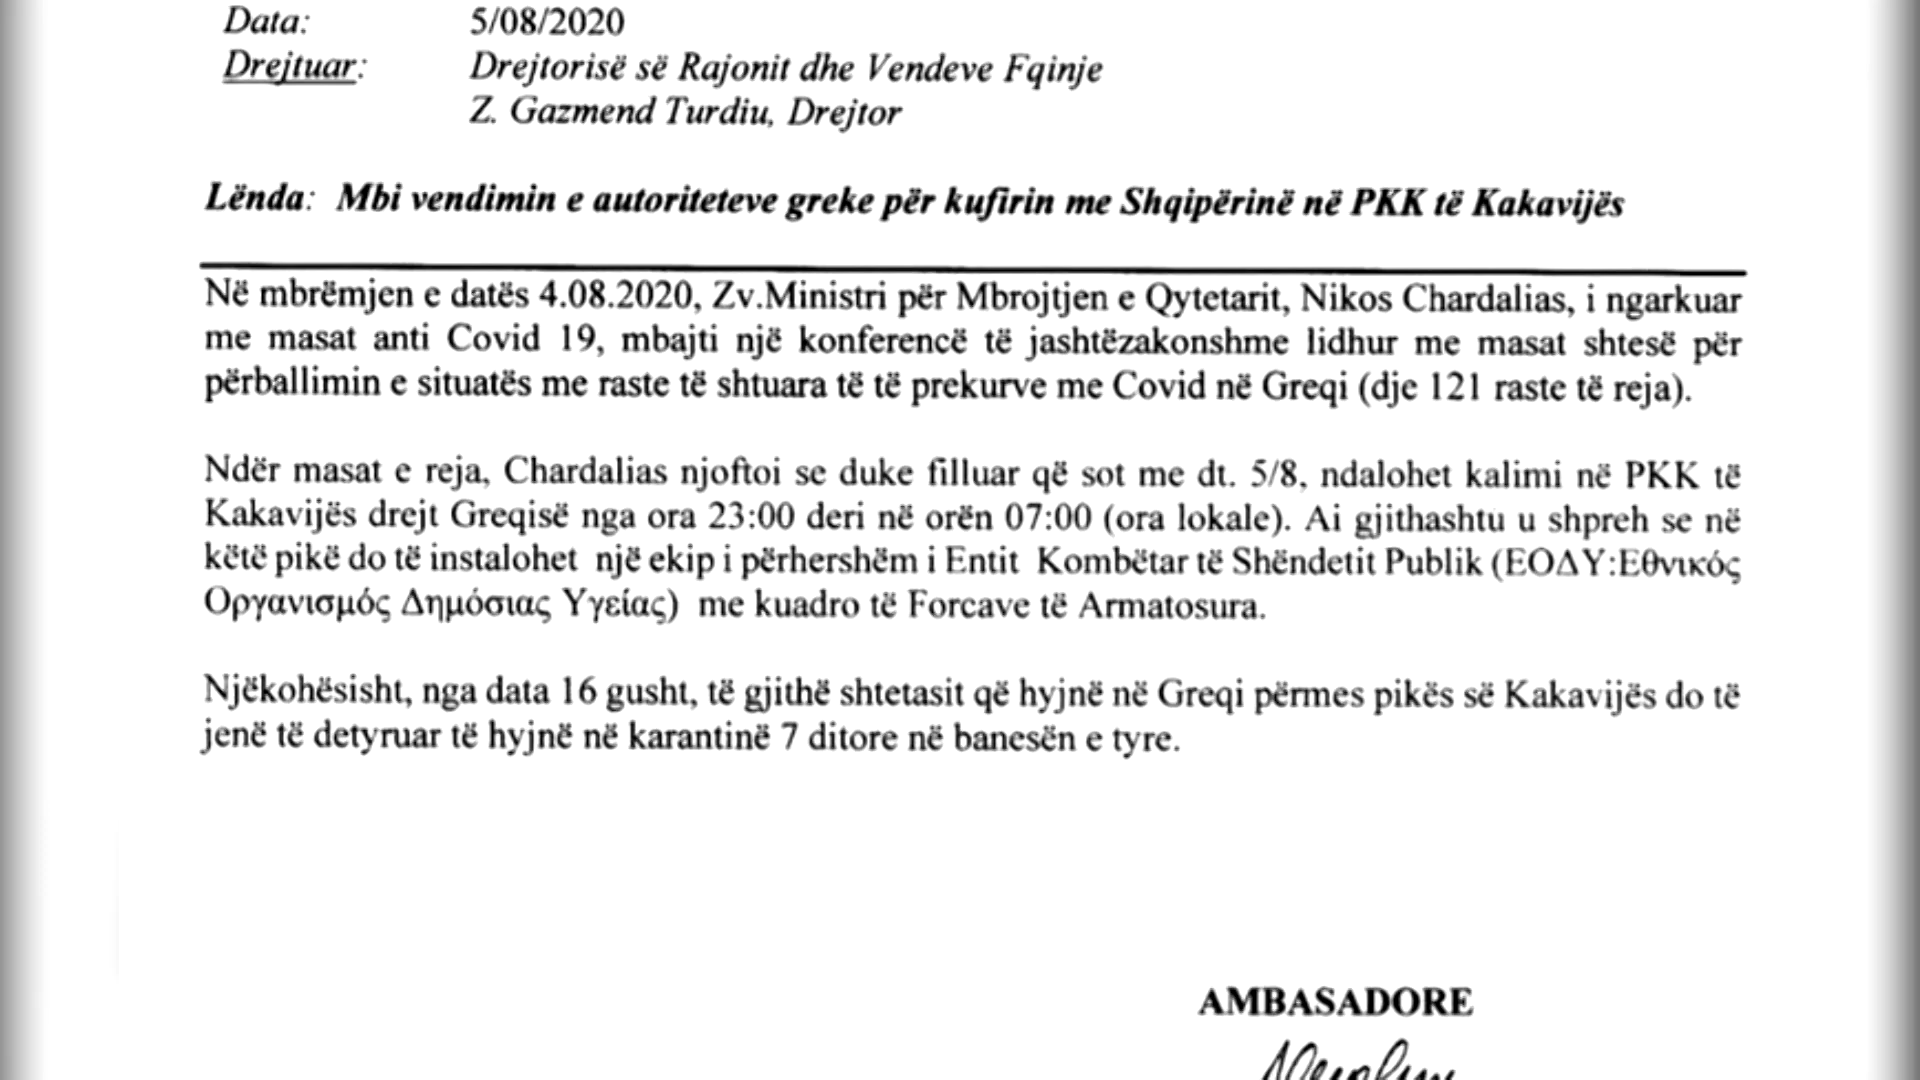 Data: 5/08/2020
Drejtuar: Drejtorisë së Rajonit dhe Vendeve Fqinje
Z. Gazmend Turdiu, Drejtor
Lënda: Mbi vendimin e autoriteteve greke për kufirin me Shqipërinë në PKK të Kakavijës
Në mbrëmjen e datës 4.08.2020, Zv.Ministri për Mbrojtjen e Qytetarit, Nikos Chardalias, i ngarkuar
me masat anti Covid 19, mbajti një konferencë të jashtëzakonshme lidhur me masat shtesë për
përballimin e situatës me raste të shtuara të të prekurve me Covid në Greqi (dje 121 raste të reja).
Ndër masat e reja, Chardalias njoftoi se duke filluar që sot me dt. 5/8, ndalohet kalimi në PKK të
Kakavijës drejt Greqisë nga ora 23:00 deri në orën 07:00 (ora lokale). Ai gjithashtu u shpreh se në
këtë pikë do të instalohet një ekip i përhershëm i Entit Kombëtar të Shëndetit Publik (ΕΟΔΥ:Εθνικός
Οργανισμός Δημόσιας Υγείας) me kuadro të Forcave të Armatosura.
Njëkohësisht, nga data 16 gusht, të gjithë shtetasit që hyjnë në Greqi përmes pikës së Kakavijës do të
jenë të detyruar të hyjnë në karantinë 7 ditore në banesën e tyre.
AMBASADORE